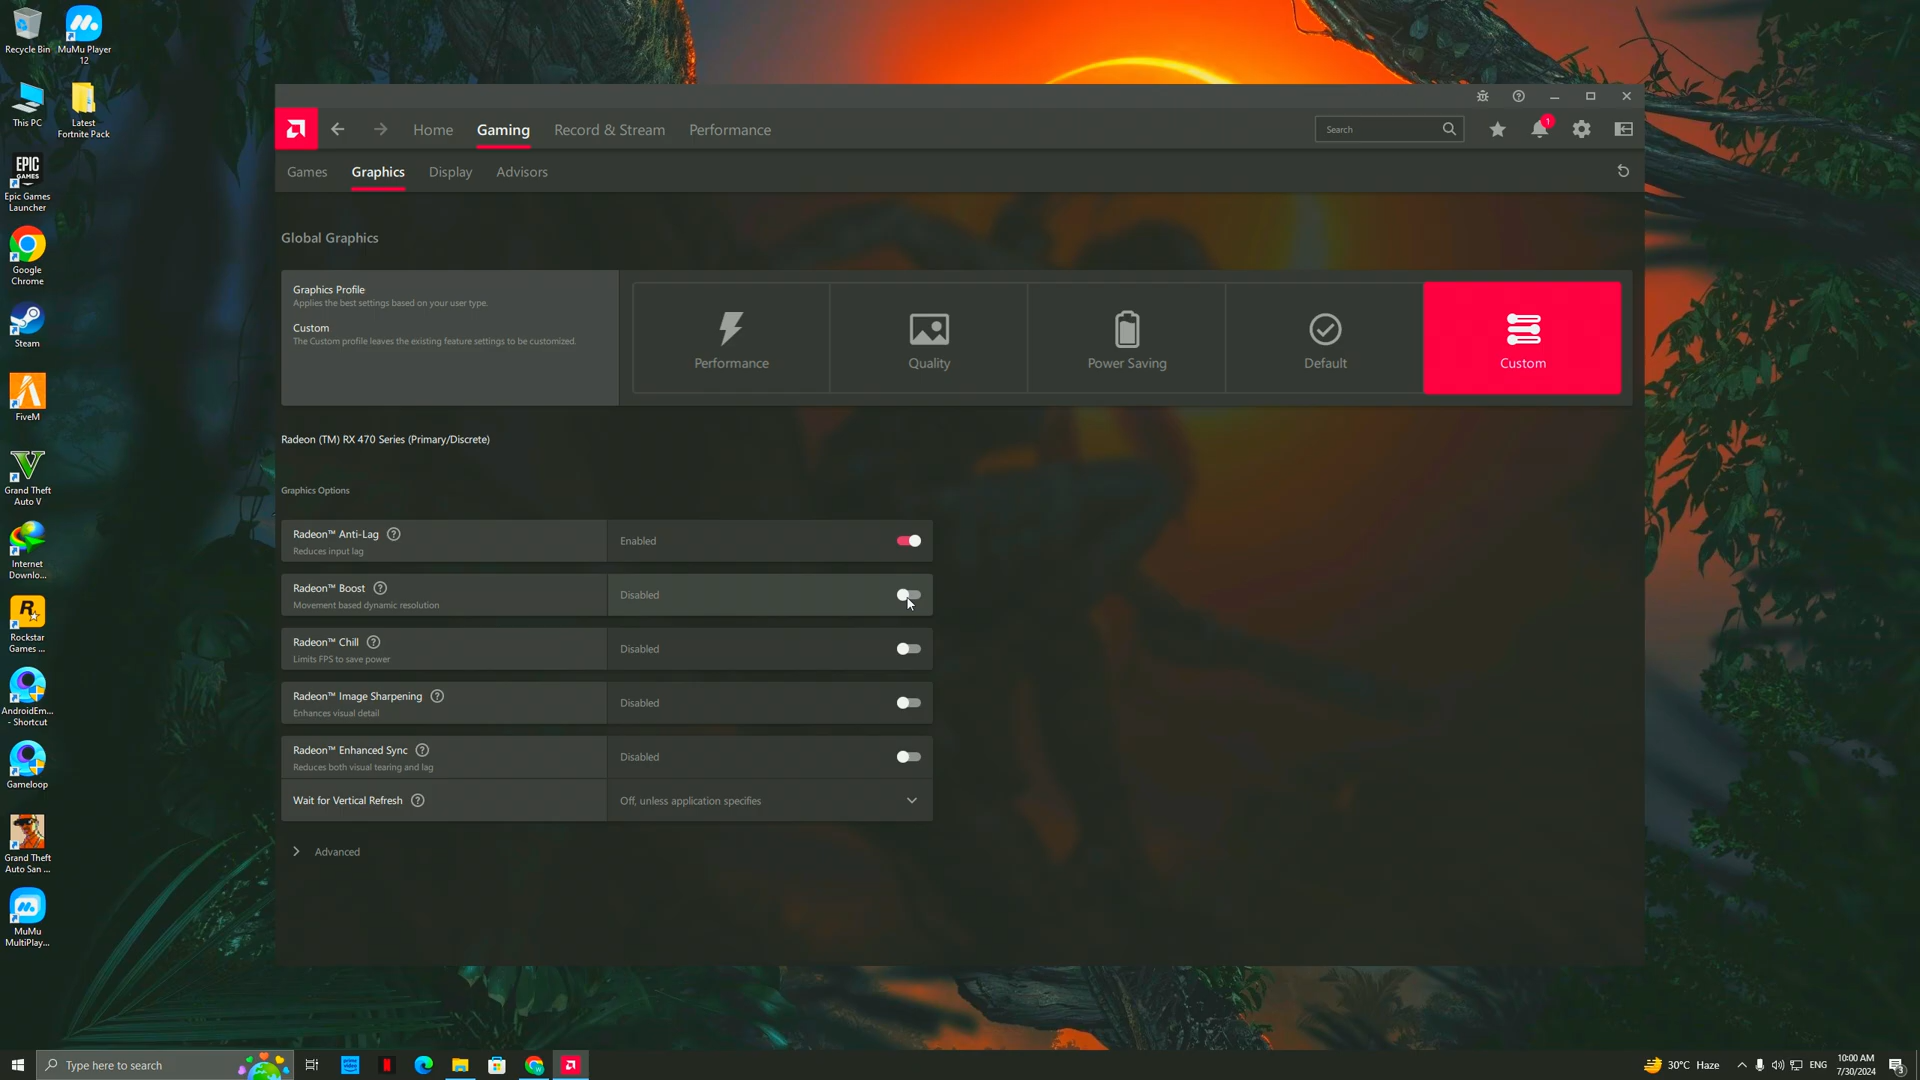 Recycle Bin
MuMu Player
12
This PC
Latest
Fortnite Pack
EPIC
GAMES
Epic Games
Launcher
Google
Chrome
Steam
FiveM
Grand Theft
Auto V
Internet
Downlo...
Rockstar
Games ...
AndroidEm...
- Shortcut
Gameloop
Grand Theft
Auto San ...
MuMu
MultiPlay...
Home
Gaming
Record & Stream
Performance
Search
1
Games
Graphics
Display
Advisors
Global Graphics
Graphics Profile
Applies the best settings based on your user type.
Custom
The Custom profile leaves the existing feature settings to be customized.
Performance
Quality
Power Saving
Default
Custom
Radeon (TM) RX 470 Series (Primary/Discrete)
Graphics Options
Radeon™ Anti-Lag
Reduces input lag
Enabled
Radeon™ Boost
Movement based dynamic resolution
Disabled
Radeon™ Chill
Limits FPS to save power
Disabled
Radeon™ Image Sharpening
Enhances visual detail
Disabled
Radeon™ Enhanced Sync
Reduces both visual tearing and lag
Disabled
Wait for Vertical Refresh
Off, unless application specifies
Advanced
Type here to search
prime
video
30°C Haze
ENG
10:00 AM
7/30/2024
3